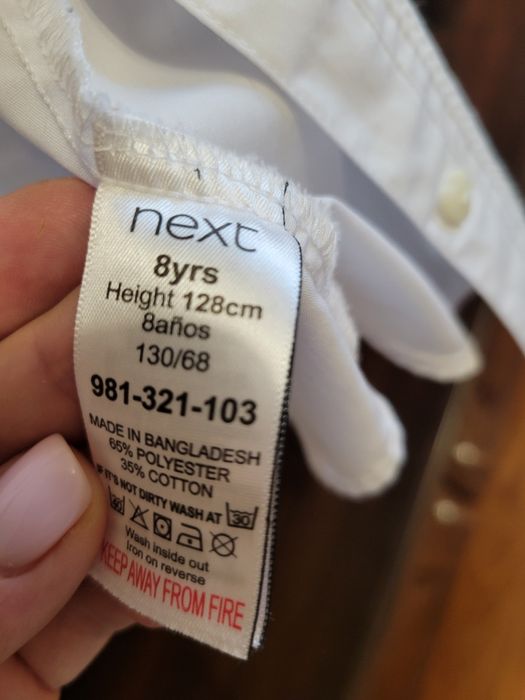 next
8yrs
Height 128cm
8años
130/68
981-321-103
MADE IN BANGLADESH
65% POLYESTER
35% COTTON
IF IT'S NOT DIRTY WASH AT 30
40
Wash inside out
Iron on reverse
KEEP AWAY FROM FIRE